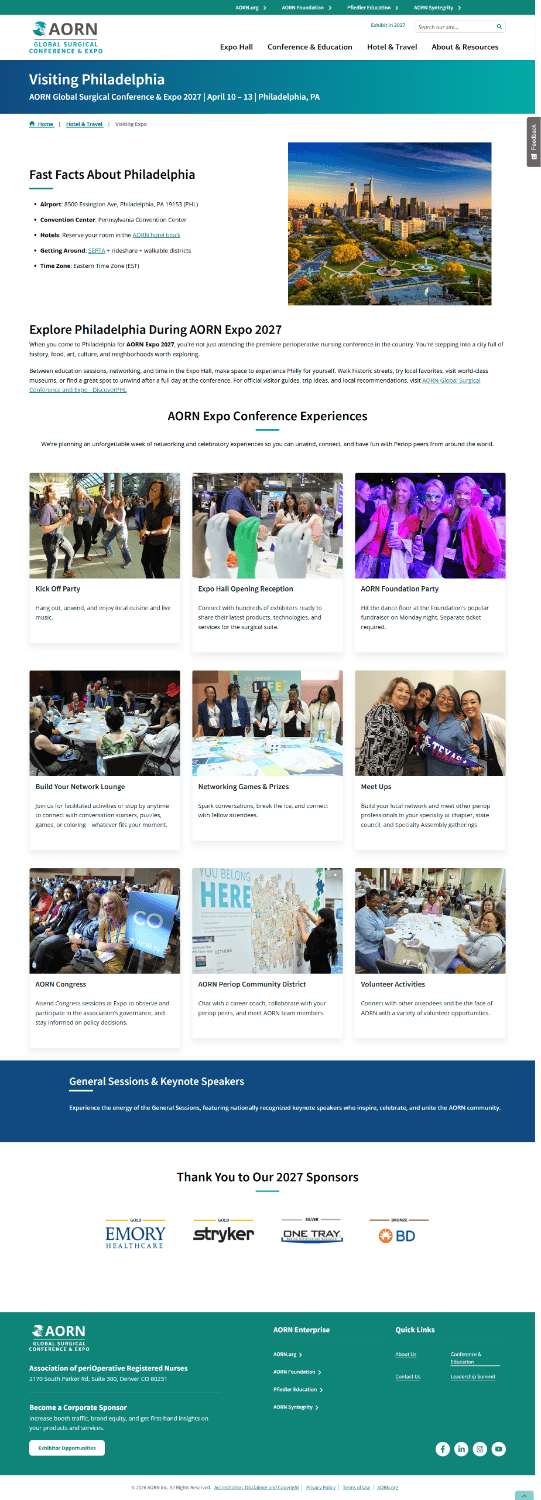 AORN.org
AORN Foundation
Pfiedler Education
AORN Syntegrity
AORN
GLOBAL SURGICAL
CONFERENCE & EXPO
Exhibit in 2027
Search our site...
Expo Hall
Conference & Education
Hotel & Travel
About & Resources
Visiting Philadelphia
AORN Global Surgical Conference & Expo 2027 | April 10 – 13 | Philadelphia, PA
Home | Hotel & Travel | Visiting Expo
Feedback
Fast Facts About Philadelphia
• Airport: 8500 Essington Ave, Philadelphia, PA 19153 (PHL)
• Convention Center: Pennsylvania Convention Center
• Hotels: Reserve your room in the AORN hotel block
• Getting Around: SEPTA + rideshare + walkable districts
• Time Zone: Eastern Time Zone (EST)
Explore Philadelphia During AORN Expo 2027
When you come to Philadelphia for AORN Expo 2027, you're not just attending the premiere perioperative nursing conference in the country. You're stepping into a city full of
history, food, art, culture, and neighborhoods worth exploring.
Between education sessions, networking, and time in the Expo Hall, make space to experience Philly for yourself. Walk historic streets, try local favorites, visit world-class
museums, or find a great spot to unwind after a full day at the conference. For official visitor guides, trip ideas, and local recommendations, visit AORN Global Surgical
Conference and Expo - DiscoverPHL
AORN Expo Conference Experiences
We're planning an unforgettable week of networking and celebratory experiences so you can unwind, connect, and have fun with Periop peers from around the world.
Kick Off Party
Hang out, unwind, and enjoy local cuisine and live
music.
Expo Hall Opening Reception
Connect with hundreds of exhibitors ready to
share their latest products, technologies, and
services for the surgical suite.
AORN Foundation Party
Hit the dance floor at the Foundation's popular
fundraiser on Monday night. Separate ticket
required.
LIFE
TEXAS
Build Your Network Lounge
Join us for facilitated activities or stop by anytime
to connect with conversation starters, puzzles,
games, or coloring – whatever fits your moment.
Networking Games & Prizes
Spark conversations, break the ice, and connect
with fellow attendees.
Meet Ups
Build your local network and meet other periop
professionals in your specialty at chapter, state
council, and Specialty Assembly gatherings.
CO
AORN
YOU BELONG
HERE
AORN Congress
Attend Congress sessions at Expo to observe and
participate in the association's governance, and
stay informed on policy decisions.
AORN Periop Community District
Chat with a career coach, collaborate with your
periop peers, and meet AORN team members.
Volunteer Activities
Connect with other attendees and be the face of
AORN with a variety of volunteer opportunities.
General Sessions & Keynote Speakers
Experience the energy of the General Sessions, featuring nationally recognized keynote speakers who inspire, celebrate, and unite the AORN community.
Thank You to Our 2027 Sponsors
GOLD
EMORY
HEALTHCARE
GOLD
stryker
SILVER
ONE TRAY
BRONZE
BD
AORN
GLOBAL SURGICAL
CONFERENCE & EXPO
Association of periOperative Registered Nurses
2170 South Parker Rd, Suite 300, Denver CO 80231
Become a Corporate Sponsor
Increase booth traffic, brand equity, and get first-hand insights on
your products and services.
Exhibitor Opportunities
AORN Enterprise
AORN.org
AORN Foundation
Pfiedler Education
AORN Syntegrity
Quick Links
About Us
Contact Us
Conference &
Education
Leadership Summit
© 2026 AORN Inc. All Rights Reserved. Accreditation, Disclaimer and Copyright | Privacy Policy | Terms of Use | AORN.org